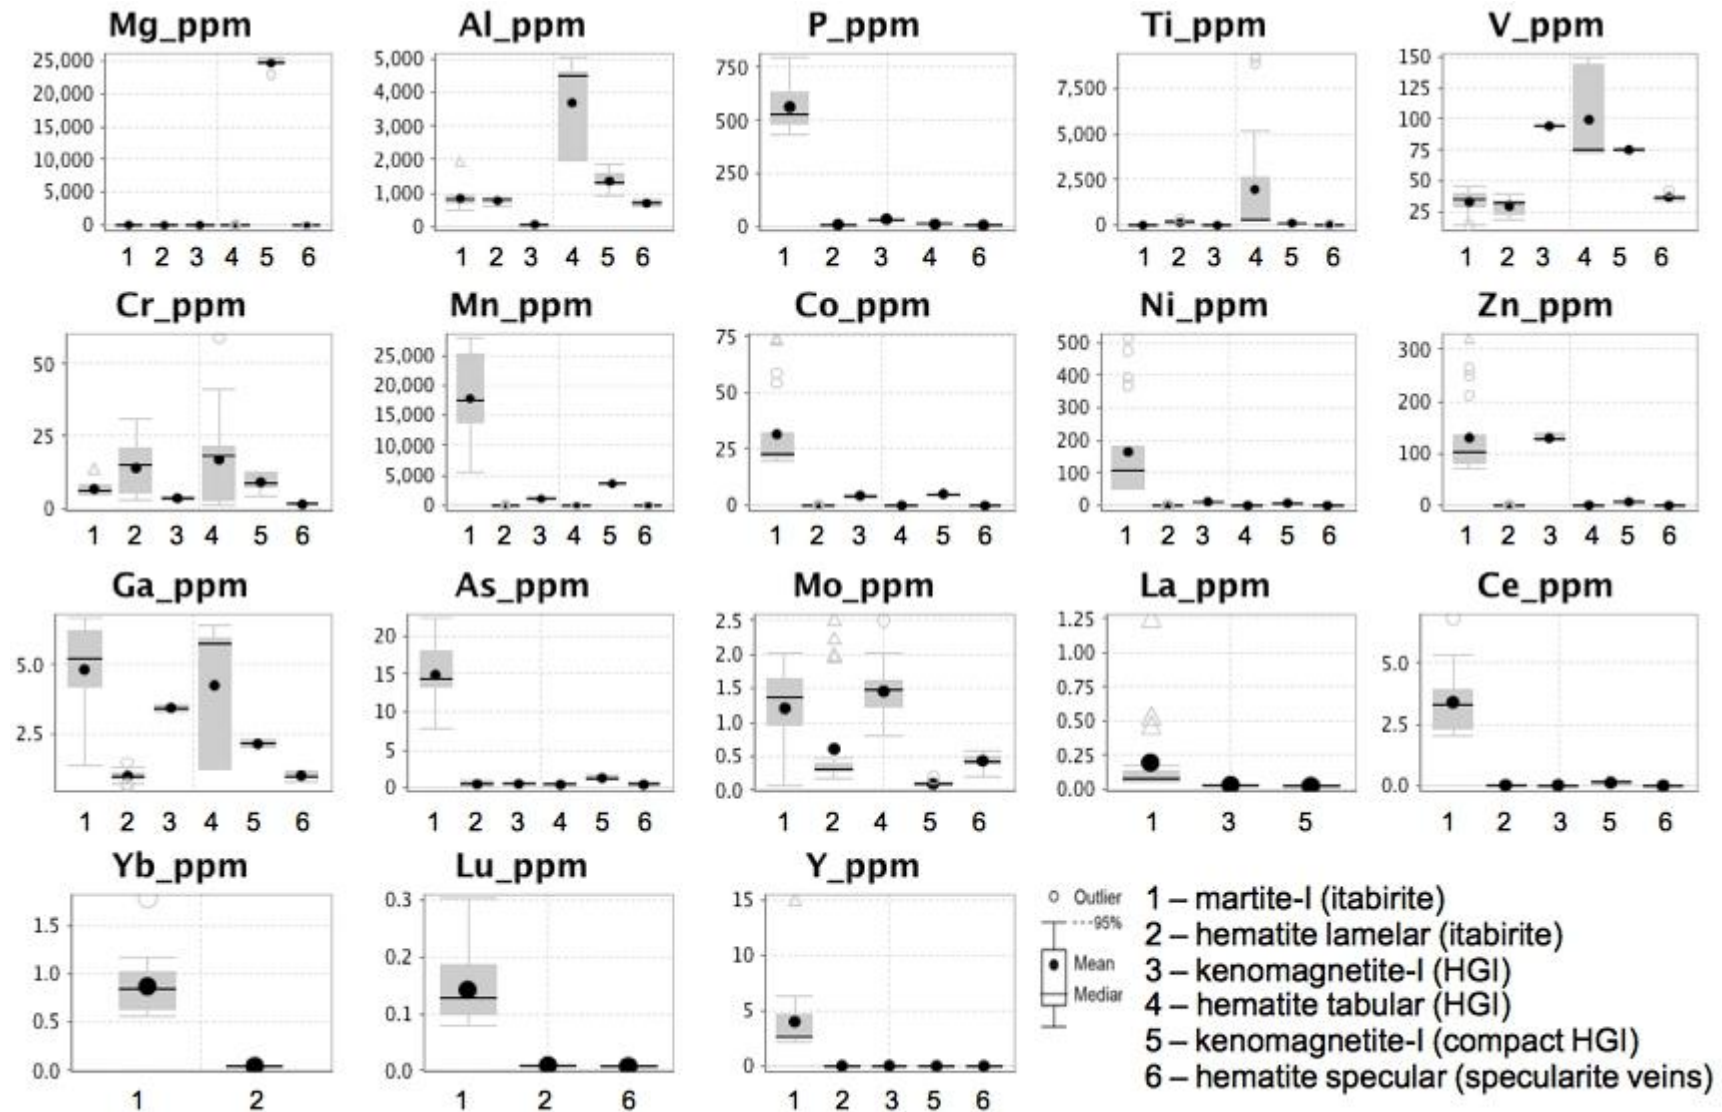 Mg_ppm
25,000
20,000
15,000
10,000
5,000
0
1 2 3 4 5 6
Al_ppm
5,000
4,000
3,000
2,000
1,000
0
1 2 3 4 5 6
P_ppm
750
500
250
0
1 2 3 4 6
Ti_ppm
7,500
5,000
2,500
0
1 2 3 4 5 6
V_ppm
150
125
100
75
50
25
1 2 3 4 5 6
Cr_ppm
50
25
0
1 2 3 4 5 6
Mn_ppm
25,000
20,000
15,000
10,000
5,000
0
1 2 3 4 5 6
Co_ppm
75
50
25
0
1 2 3 4 5 6
Ni_ppm
500
400
300
200
100
0
1 2 3 4 5 6
Zn_ppm
300
200
100
0
1 2 3 4 5 6
Ga_ppm
5.0
2.5
1 2 3 4 5 6
As_ppm
20
15
10
5
0
1 2 3 4 5 6
Mo_ppm
2.5
2.0
1.5
1.0
0.5
0.0
1 2 4 5 6
La_ppm
1.25
1.00
0.75
0.50
0.25
0.00
1 3 5
Ce_ppm
5.0
2.5
0.0
1 2 3 5 6
Yb_ppm
1.5
1.0
0.5
0.0
1 2
Lu_ppm
0.3
0.2
0.1
0.0
1 2 6
Y_ppm
15
10
5
0
1 2 3 5 6
Outlier
95%
Mean
Mediar
1 – martite-I (itabirite)
2 – hematite lamelar (itabirite)
3 – kenomagnetite-I (HGI)
4 – hematite tabular (HGI)
5 – kenomagnetite-I (compact HGI)
6 – hematite specular (specularite veins)